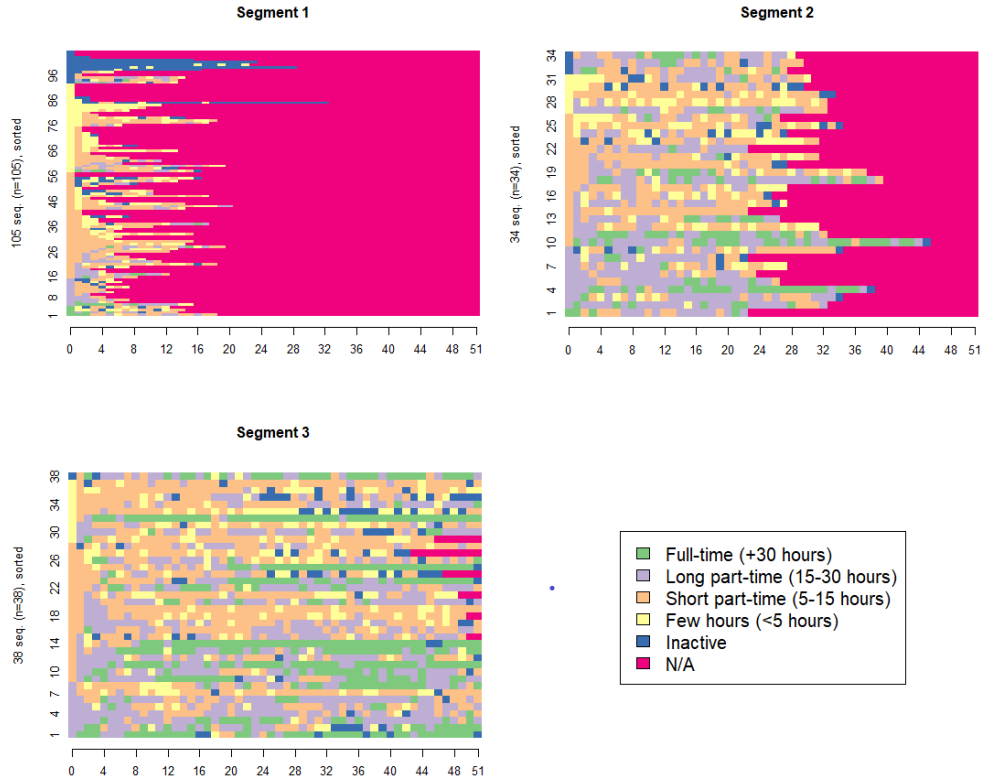 Segment 1
105 seq. (n=105), sorted
1 8 16 26 36 46 56 66 76 86 96
0 4 8 12 16 20 24 28 32 36 40 44 48 51
Segment 2
34 seq. (n=34), sorted
1 4 7 10 13 16 19 22 25 28 31 34
0 4 8 12 16 20 24 28 32 36 40 44 48 51
Segment 3
38 seq. (n=38), sorted
1 4 7 10 14 18 22 26 30 34 38
0 4 8 12 16 20 24 28 32 36 40 44 48 51
Full-time (+30 hours)
Long part-time (15-30 hours)
Short part-time (5-15 hours)
Few hours (<5 hours)
Inactive
N/A